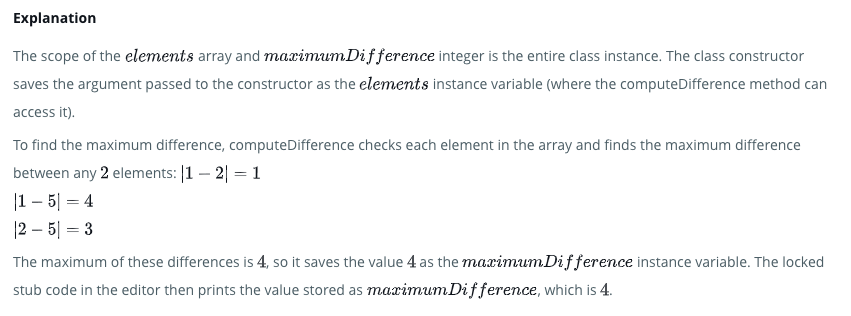 Explanation
The scope of the elements array and maximumDifference integer is the entire class instance. The class constructor
saves the argument passed to the constructor as the elements instance variable (where the computeDifference method can
access it).
To find the maximum difference, computeDifference checks each element in the array and finds the maximum difference
between any 2 elements: |1 − 2| = 1
|1 − 5| = 4
|2 − 5| = 3
The maximum of these differences is 4, so it saves the value 4 as the maximumDifference instance variable. The locked
stub code in the editor then prints the value stored as maximumDifference, which is 4.